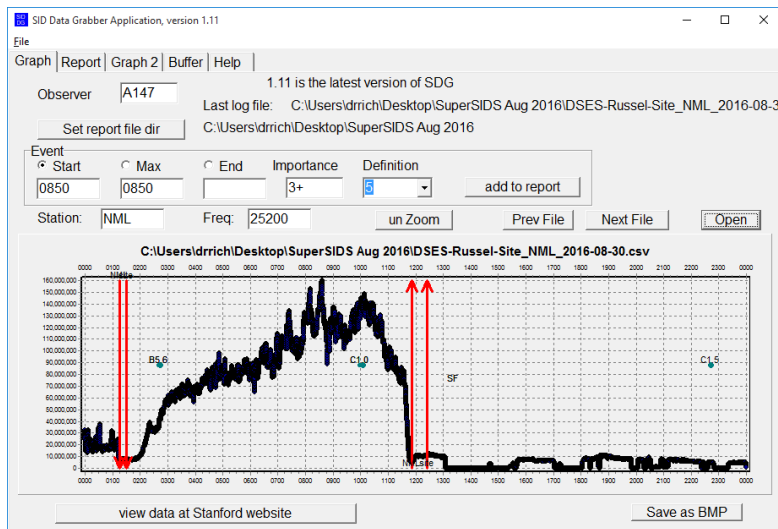 SID Data Grabber Application, version 1.11
File
Graph Report Graph 2 Buffer Help
Observer A147 1.11 is the latest version of SDG
Last log file: C:\Users\drrich\Desktop\SuperSIDS Aug 2016\DSES-Russel-Site_NML_2016-08-3
Set report file dir C:\Users\drrich\Desktop\SuperSIDS Aug 2016
Event
Start Max End Importance Definition
0850 0850 3+ 5 add to report
Station: NML Freq: 25200 un Zoom Prev File Next File Open
C:\Users\drrich\Desktop\SuperSIDS Aug 2016\DSES-Russel-Site_NML_2016-08-30.csv
0000 0100 0200 0300 0400 0500 0600 0700 0800 0900 1000 1100 1200 1300 1400 1500 1600 1700 1800 1900 2000 2100 2200 2300 0000
160,000,000
150,000,000
140,000,000
130,000,000
120,000,000
110,000,000
100,000,000
90,000,000
B5.6 C1.0 C1.5
80,000,000
SF
70,000,000
60,000,000
50,000,000
40,000,000
30,000,000
20,000,000
10,000,000
0
0000 0100 0200 0300 0400 0500 0600 0700 0800 0900 1000 1100 1200 1300 1400 1500 1600 1700 1800 1900 2000 2100 2200 2300 0000
view data at Stanford website Save as BMP